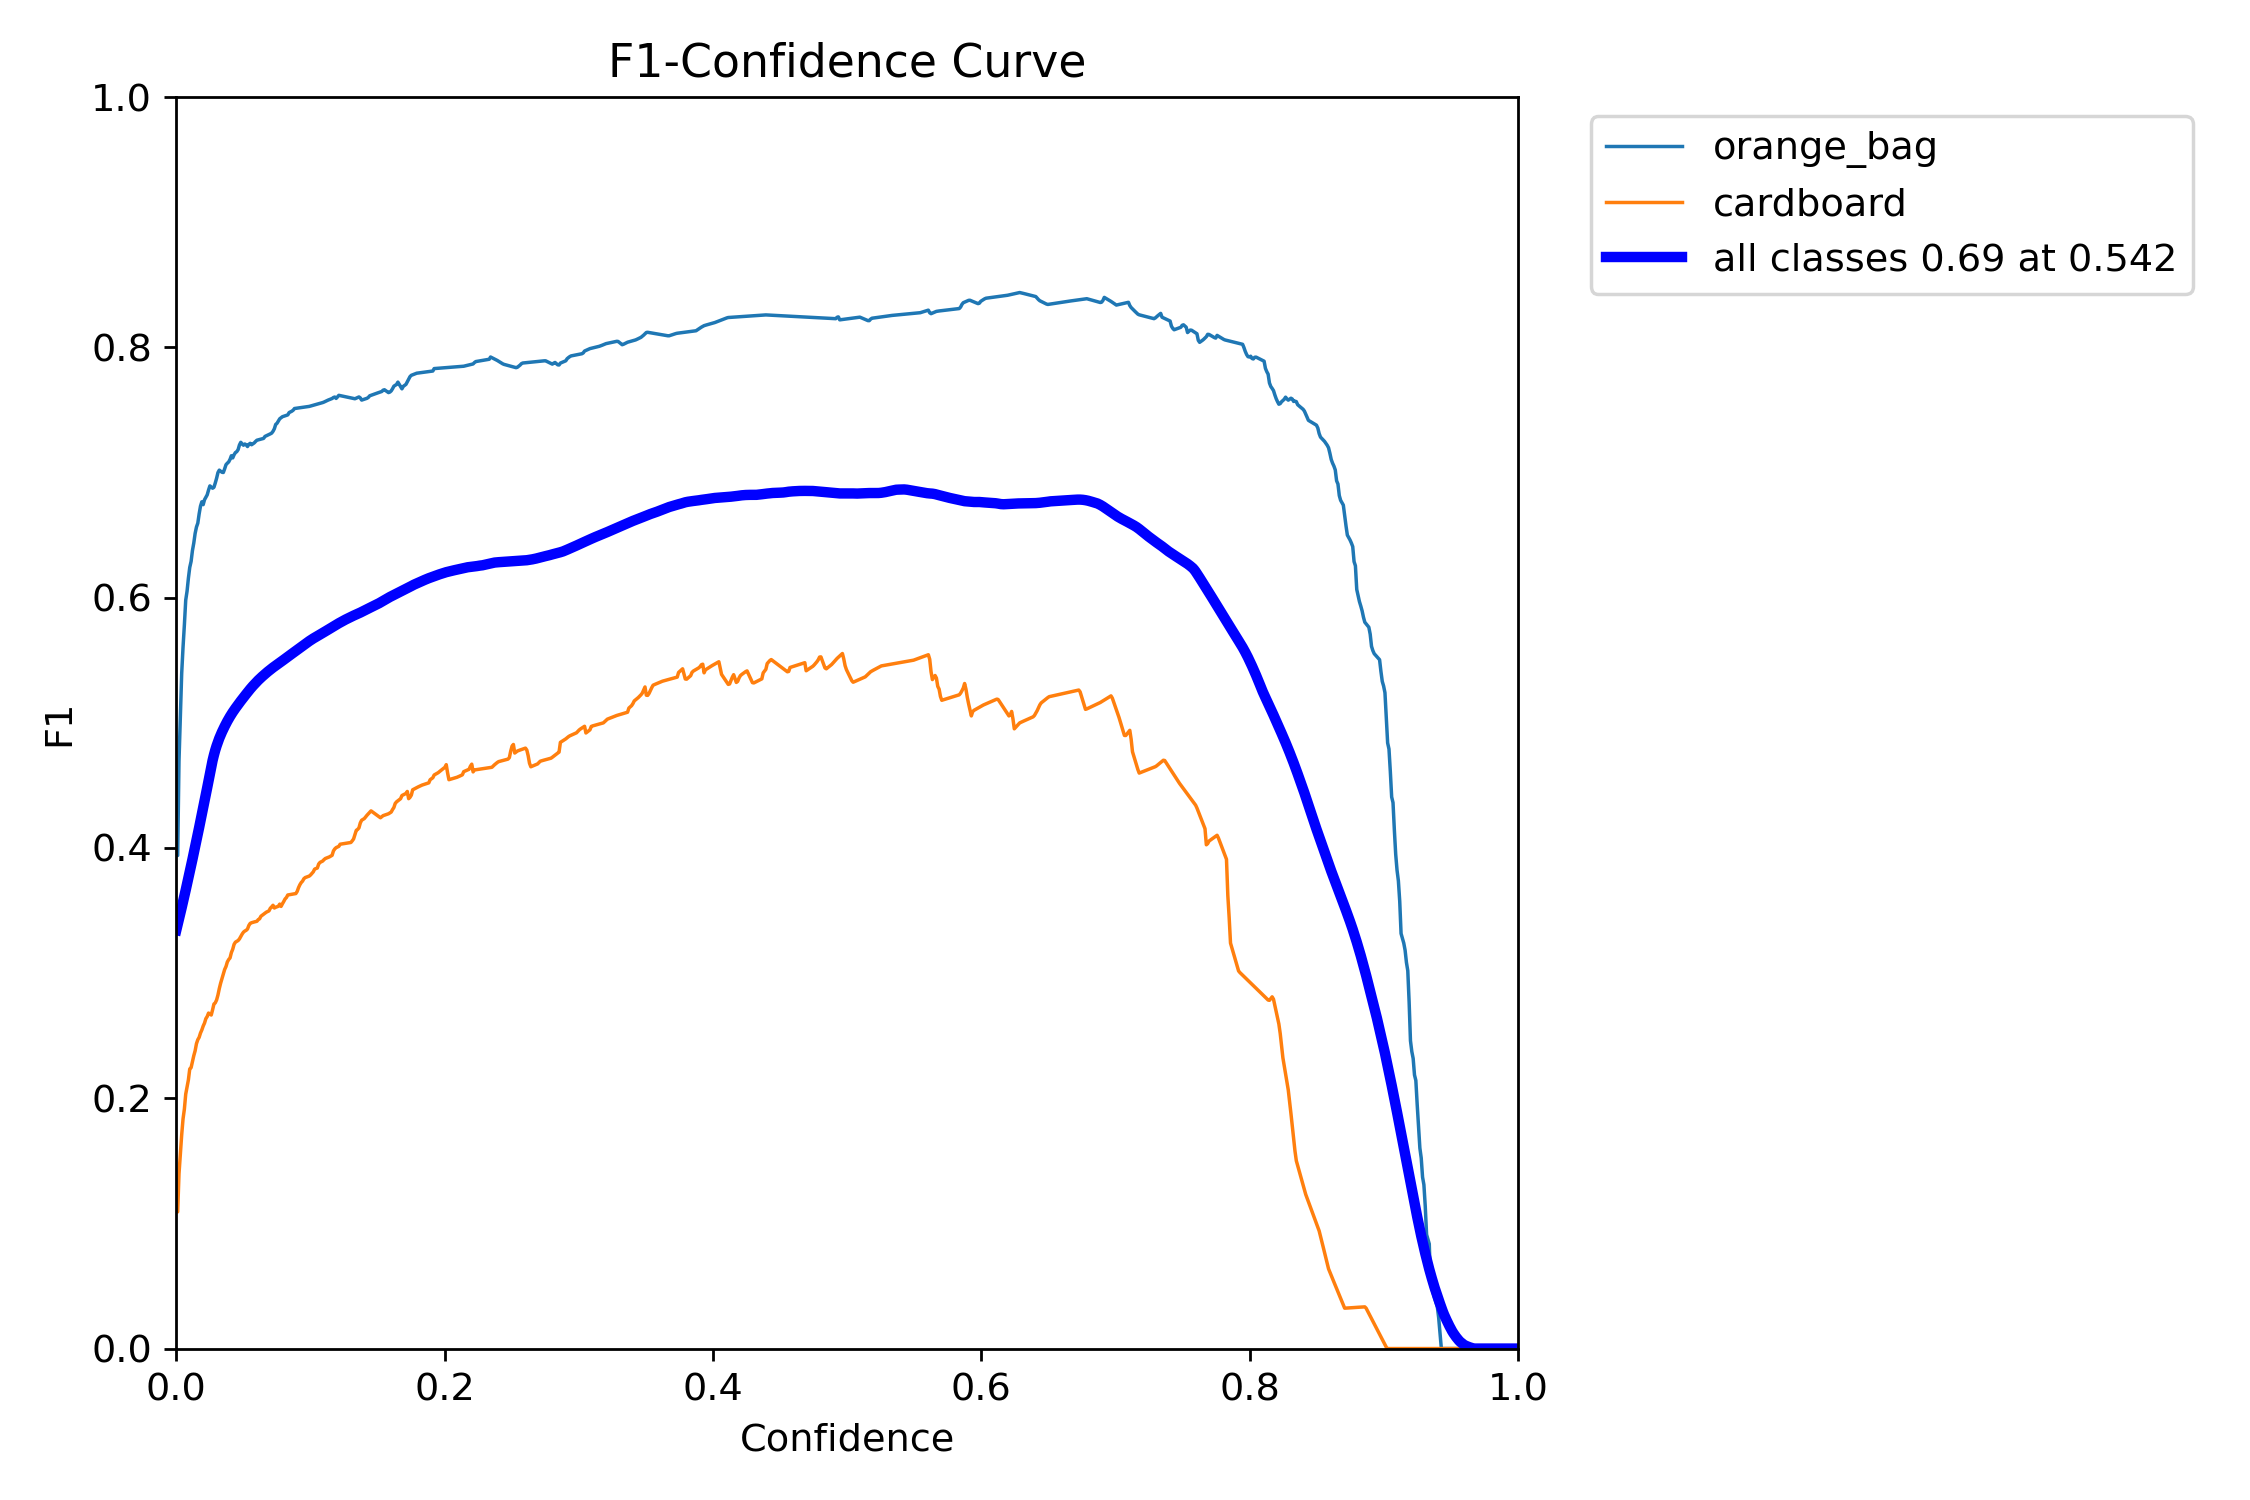 F1-Confidence Curve
orange_bag
cardboard
all classes 0.69 at 0.542
F1
1.0
0.8
0.6
0.4
0.2
0.0
0.0 0.2 0.4 0.6 0.8 1.0
Confidence